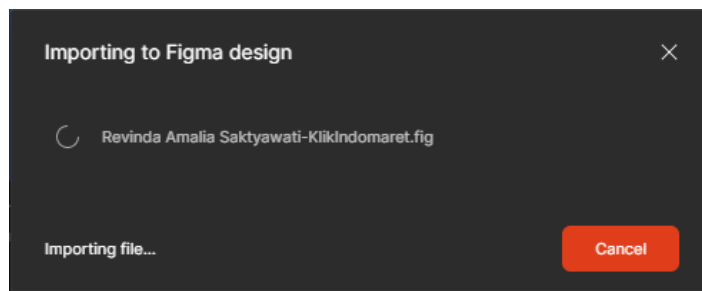 Importing to Figma design
Revinda Amalia Saktyawati-KlikIndomaret.fig
Importing file...
Cancel